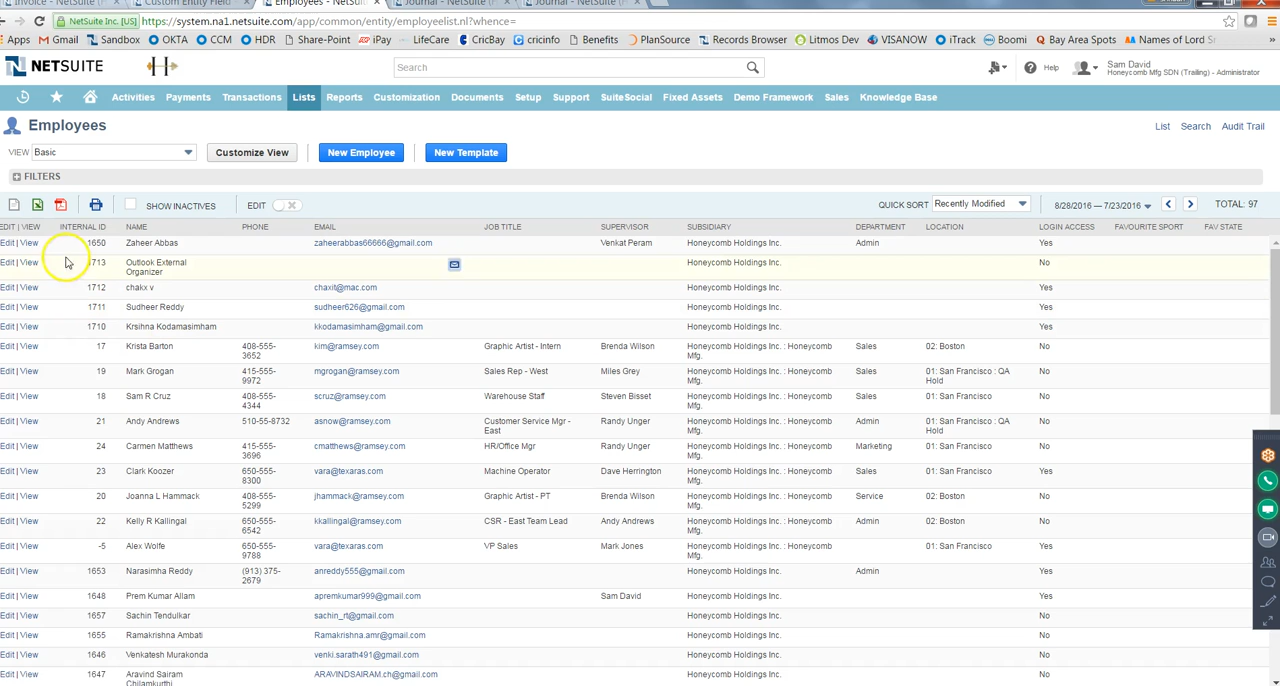 Invoice - NetSuite (M
Custom Entity Field
Employees - NetSuite
Journal - NetSuite (M
Journal - NetSuite (M
NetSuite Inc. [US] https://system.na1.netsuite.com/app/common/entity/employeelist.nl?whence=
Apps Gmail Sandbox OKTA CCM HDR Share-Point iPay LifeCare CricBay cricinfo Benefits PlanSource Records Browser Litmos Dev VISANOW iTrack Boomi Bay Area Spots Names of Lord S »
NETSUITE Search Help Sam David
Honeycomb Mfg SDN (Trailing) - Administrator
Activities Payments Transactions Lists Reports Customization Documents Setup Support SuiteSocial Fixed Assets Demo Framework Sales Knowledge Base
Employees List Search Audit Trail
VIEW Basic Customize View New Employee New Template
FILTERS
SHOW INACTIVES EDIT QUICK SORT Recently Modified 8/28/2016 — 7/23/2016 TOTAL: 97
EDIT | VIEW INTERNAL ID NAME PHONE EMAIL JOB TITLE SUPERVISOR SUBSIDIARY DEPARTMENT LOCATION LOGIN ACCESS FAVOURITE SPORT FAV STATE
Edit | View 1650 Zaheer Abbas zaheerabbas66666@gmail.com Venkat Peram Honeycomb Holdings Inc. Admin Yes
Edit | View 1713 Outlook External Honeycomb Holdings Inc. No
Organizer
Edit | View 1712 chakx v chaxit@mac.com Honeycomb Holdings Inc. Yes
Edit | View 1711 Sudheer Reddy sudheer626@gmail.com Honeycomb Holdings Inc. Yes
Edit | View 1710 Krsihna Kodamasimham kkodamasimham@gmail.com Honeycomb Holdings Inc. Yes
Edit | View 17 Krista Barton 408-555- kim@ramsey.com Graphic Artist - Intern Brenda Wilson Honeycomb Holdings Inc. : Honeycomb Sales 02: Boston No
3652 Mfg.
Edit | View 19 Mark Grogan 415-555- mgrogan@ramsey.com Sales Rep - West Miles Grey Honeycomb Holdings Inc. : Honeycomb Sales 01: San Francisco : QA No
9972 Mfg. Hold
Edit | View 18 Sam R Cruz 408-555- scruz@ramsey.com Warehouse Staff Steven Bisset Honeycomb Holdings Inc. : Honeycomb Sales 01: San Francisco No
4344 Mfg.
Edit | View 21 Andy Andrews 510-55-8732 asnow@ramsey.com Customer Service Mgr - Randy Unger Honeycomb Holdings Inc. : Honeycomb Admin 01: San Francisco : QA No
East Mfg. Hold
Edit | View 24 Carmen Matthews 415-555- cmatthews@ramsey.com HR/Office Mgr Randy Unger Honeycomb Holdings Inc. : Honeycomb Marketing 01: San Francisco No
3696 Mfg.
Edit | View 23 Clark Koozer 650-555- vara@texaras.com Machine Operator Dave Herrington Honeycomb Holdings Inc. : Honeycomb Sales 01: San Francisco Yes
8300 Mfg.
Edit | View 20 Joanna L Hammack 408-555- jhammack@ramsey.com Graphic Artist - PT Brenda Wilson Honeycomb Holdings Inc. : Honeycomb Service 02: Boston No
5299 Mfg.
Edit | View 22 Kelly R Kallingal 650-555- kkallingal@ramsey.com CSR - East Team Lead Andy Andrews Honeycomb Holdings Inc. : Honeycomb Admin 02: Boston No
6542 Mfg.
Edit | View -5 Alex Wolfe 650-555- vara@texaras.com VP Sales Mark Jones Honeycomb Holdings Inc. : Honeycomb Sales 01: San Francisco Yes
9788 Mfg.
Edit | View 1653 Narasimha Reddy (913) 375- anreddy555@gmail.com Honeycomb Holdings Inc. Admin Yes
2679
Edit | View 1648 Prem Kumar Allam apremkumar999@gmail.com Sam David Honeycomb Holdings Inc. Yes
Edit | View 1657 Sachin Tendulkar sachin_rt@gmail.com Honeycomb Holdings Inc. No
Edit | View 1655 Ramakrishna Ambati Ramakrishna.amr@gmail.com Honeycomb Holdings Inc. No
Edit | View 1646 Venkatesh Murakonda venki.sarath491@gmail.com Honeycomb Holdings Inc. No
Edit | View 1647 Aravind Sairam ARAVINDSAIRAM.ch@gmail.com Honeycomb Holdings Inc. Yes
Chilamkurthi